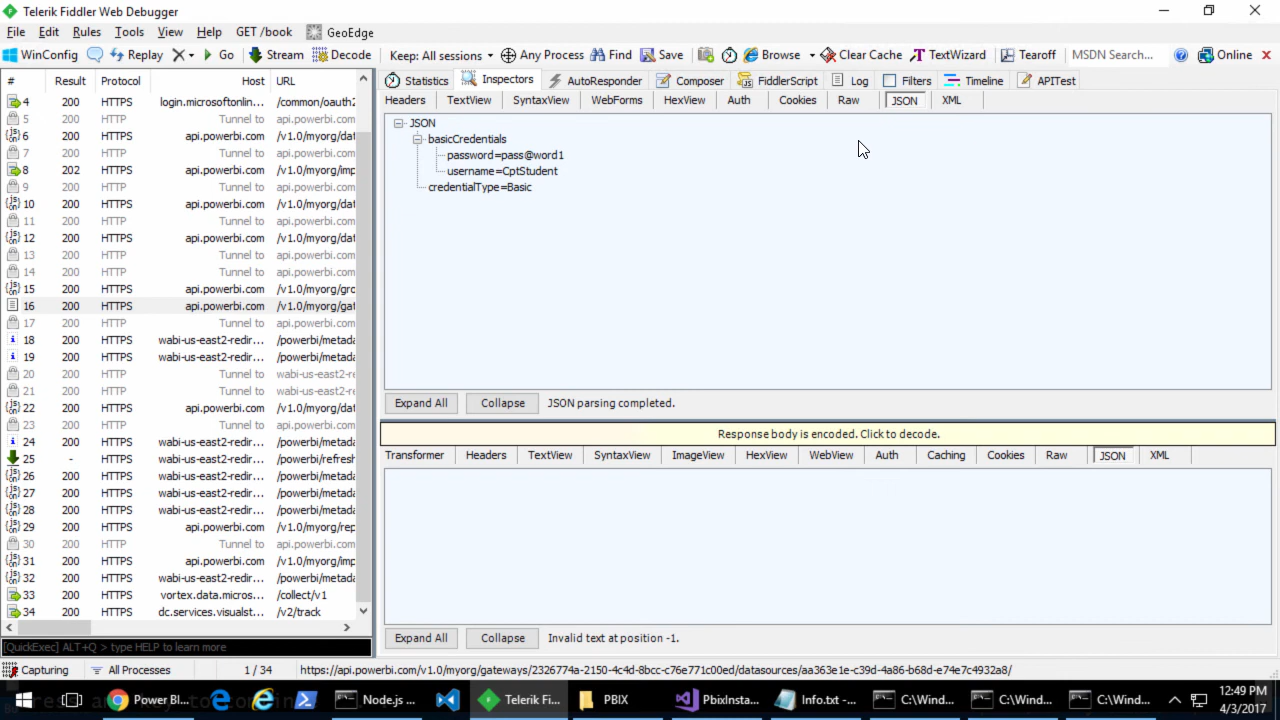 Telerik Fiddler Web Debugger
File Edit Rules Tools View Help GET /book GeoEdge
WinConfig Replay Go Stream Decode Keep: All sessions Any Process Find Save Browse Clear Cache TextWizard Tearoff MSDN Search... Online
# Result Protocol Host URL
4 200 HTTPS login.microsoftonlin... /common/oauth2
5 200 HTTP Tunnel to api.powerbi.com
6 200 HTTPS api.powerbi.com /v1.0/myorg/dat
7 200 HTTP Tunnel to api.powerbi.com
8 202 HTTPS api.powerbi.com /v1.0/myorg/imp
9 200 HTTP Tunnel to api.powerbi.com
10 200 HTTPS api.powerbi.com /v1.0/myorg/dat
11 200 HTTP Tunnel to api.powerbi.com
12 200 HTTPS api.powerbi.com /v1.0/myorg/dat
13 200 HTTP Tunnel to api.powerbi.com
14 200 HTTP Tunnel to api.powerbi.com
15 200 HTTPS api.powerbi.com /v1.0/myorg/gro
16 200 HTTPS api.powerbi.com /v1.0/myorg/gat
17 200 HTTP Tunnel to api.powerbi.com
18 200 HTTPS wabi-us-east2-redir... /powerbi/metada
19 200 HTTPS wabi-us-east2-redir... /powerbi/metada
20 200 HTTP Tunnel to wabi-us-east2-re
21 200 HTTP Tunnel to wabi-us-east2-re
22 200 HTTPS api.powerbi.com /v1.0/myorg/dat
23 200 HTTP Tunnel to api.powerbi.com
24 200 HTTPS wabi-us-east2-redir... /powerbi/metada
25 - HTTPS wabi-us-east2-redir... /powerbi/refresh
26 200 HTTPS wabi-us-east2-redir... /powerbi/metada
27 200 HTTPS wabi-us-east2-redir... /powerbi/metada
28 200 HTTPS wabi-us-east2-redir... /powerbi/metada
29 200 HTTPS api.powerbi.com /v1.0/myorg/rep
30 200 HTTP Tunnel to api.powerbi.com
31 200 HTTPS api.powerbi.com /v1.0/myorg/imp
32 200 HTTPS wabi-us-east2-redir... /powerbi/metada
33 200 HTTPS vortex.data.micros... /collect/v1
34 200 HTTPS dc.services.visualst... /v2/track
[QuickExec] ALT+Q > type HELP to learn more
Statistics Inspectors AutoResponder Composer FiddlerScript Log Filters Timeline APITest
Headers TextView SyntaxView WebForms HexView Auth Cookies Raw JSON XML
JSON
basicCredentials
password=pass@word1
username=CptStudent
credentialType=Basic
Expand All Collapse JSON parsing completed.
Response body is encoded. Click to decode.
Transformer Headers TextView SyntaxView ImageView HexView WebView Auth Caching Cookies Raw JSON XML
Expand All Collapse Invalid text at position -1.
Capturing All Processes 1 / 34 https://api.powerbi.com/v1.0/myorg/gateways/2326774a-2150-4c4d-8bcc-c76e771c00ed/datasources/aa363e1e-c39d-4a86-b68d-e74e7c4932a8/
Power BI... Node.js ... Telerik Fi... PBIX PbixInsta... Info.txt -... C:\Wind... C:\Wind... C:\Wind... 12:49 PM
4/3/2017